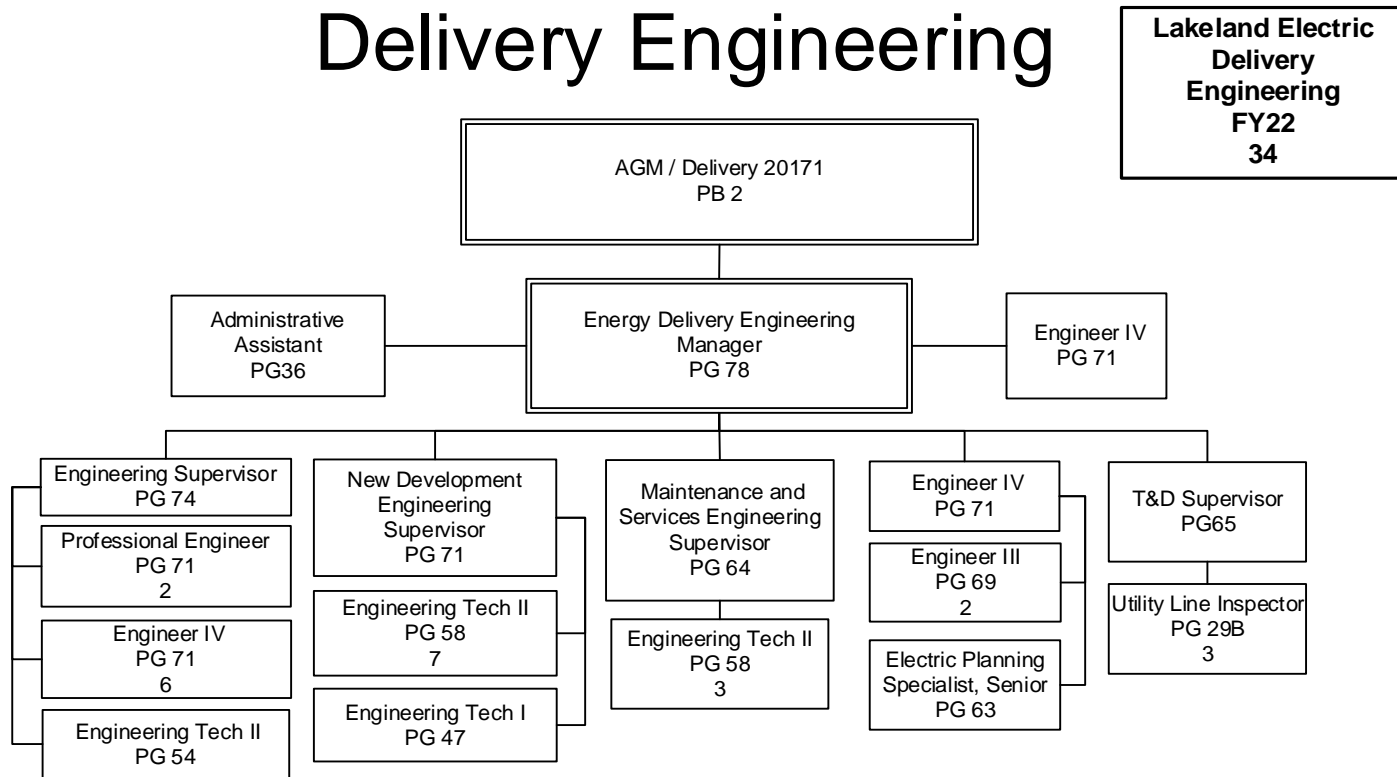 Delivery Engineering
Lakeland Electric
Delivery
Engineering
FY22
34
AGM / Delivery 20171
PB 2
Administrative
Assistant
PG36
Energy Delivery Engineering
Manager
PG 78
Engineer IV
PG 71
Engineering Supervisor
PG 74
Professional Engineer
PG 71
2
Engineer IV
PG 71
6
Engineering Tech II
PG 54
New Development
Engineering
Supervisor
PG 71
Engineering Tech II
PG 58
7
Engineering Tech I
PG 47
Maintenance and
Services Engineering
Supervisor
PG 64
Engineering Tech II
PG 58
3
Engineer IV
PG 71
Engineer III
PG 69
2
Electric Planning
Specialist, Senior
PG 63
T&D Supervisor
PG65
Utility Line Inspector
PG 29B
3